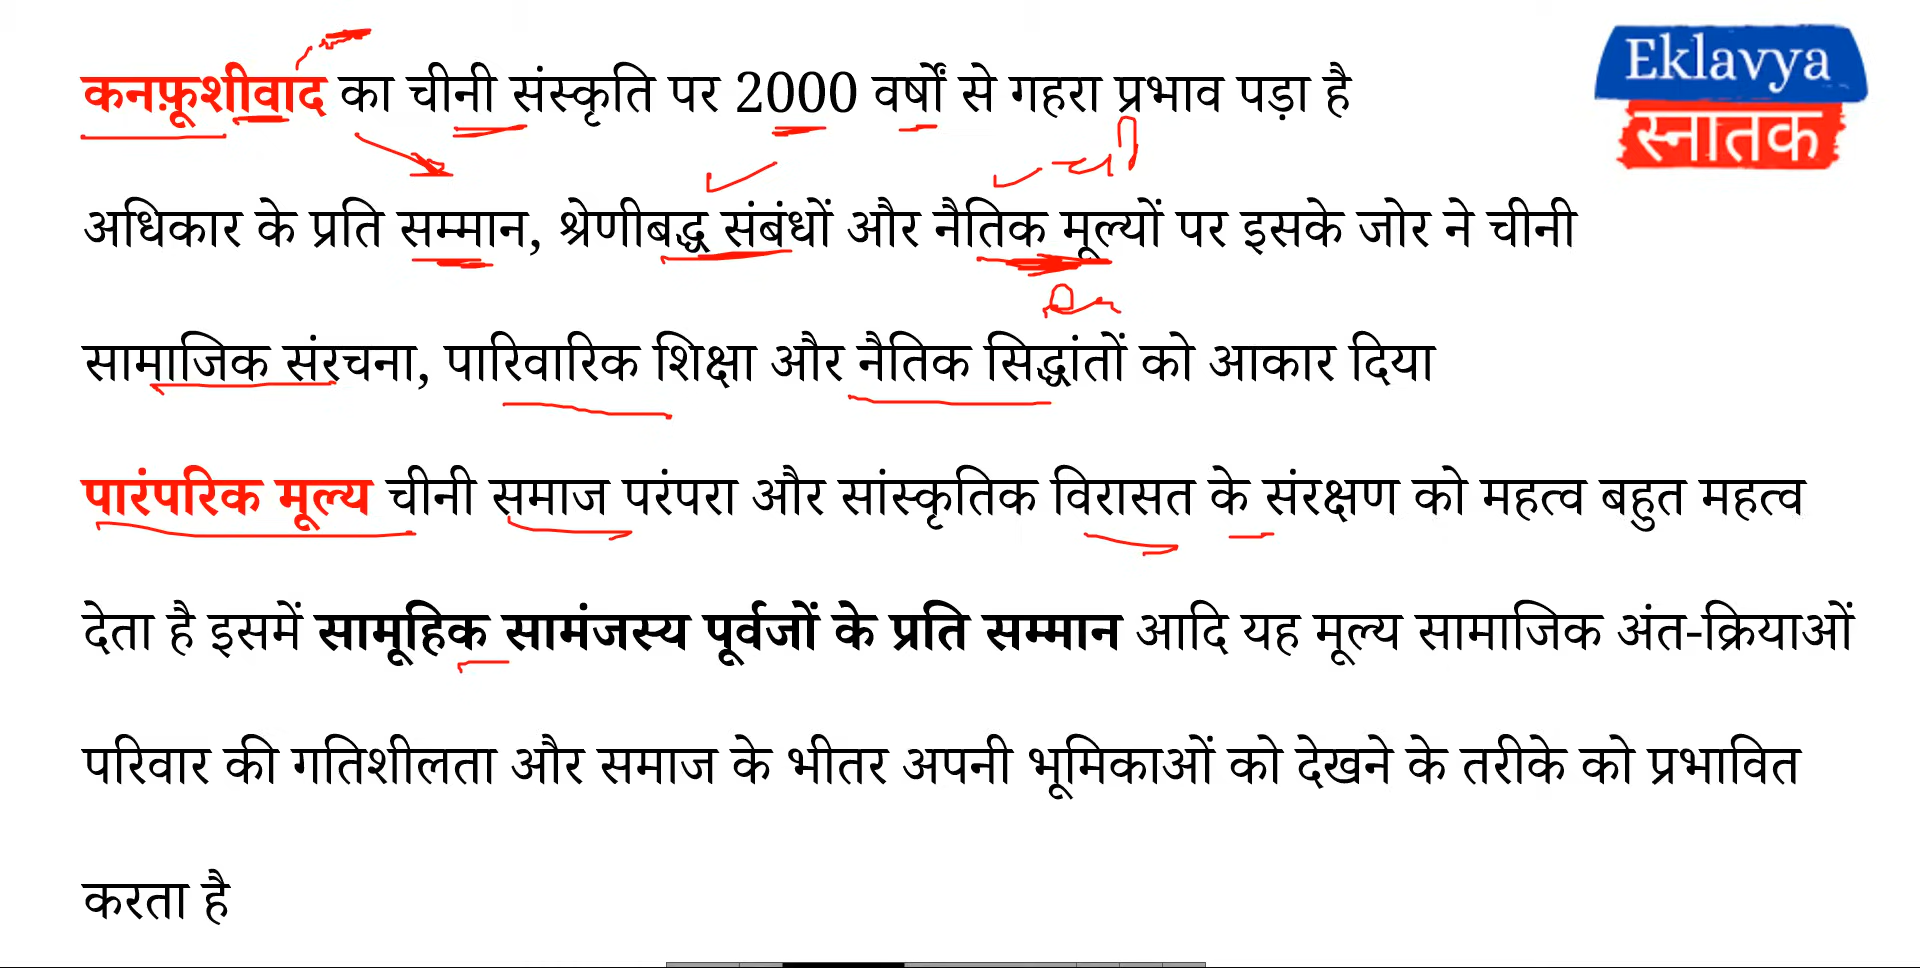 कनफ़ूशीवाद का चीनी संस्कृति पर 2000 वर्षों से गहरा प्रभाव पड़ा है
Eklavya
स्नातक
अधिकार के प्रति सम्मान, श्रेणीबद्ध संबंधों और नैतिक मूल्यों पर इसके जोर ने चीनी
सामाजिक संरचना, पारिवारिक शिक्षा और नैतिक सिद्धांतों को आकार दिया
पारंपरिक मूल्य चीनी समाज परंपरा और सांस्कृतिक विरासत के संरक्षण को महत्व बहुत महत्व
देता है इसमें सामूहिक सामंजस्य पूर्वजों के प्रति सम्मान आदि यह मूल्य सामाजिक अंत-क्रियाओं
परिवार की गतिशीलता और समाज के भीतर अपनी भूमिकाओं को देखने के तरीके को प्रभावित
करता है